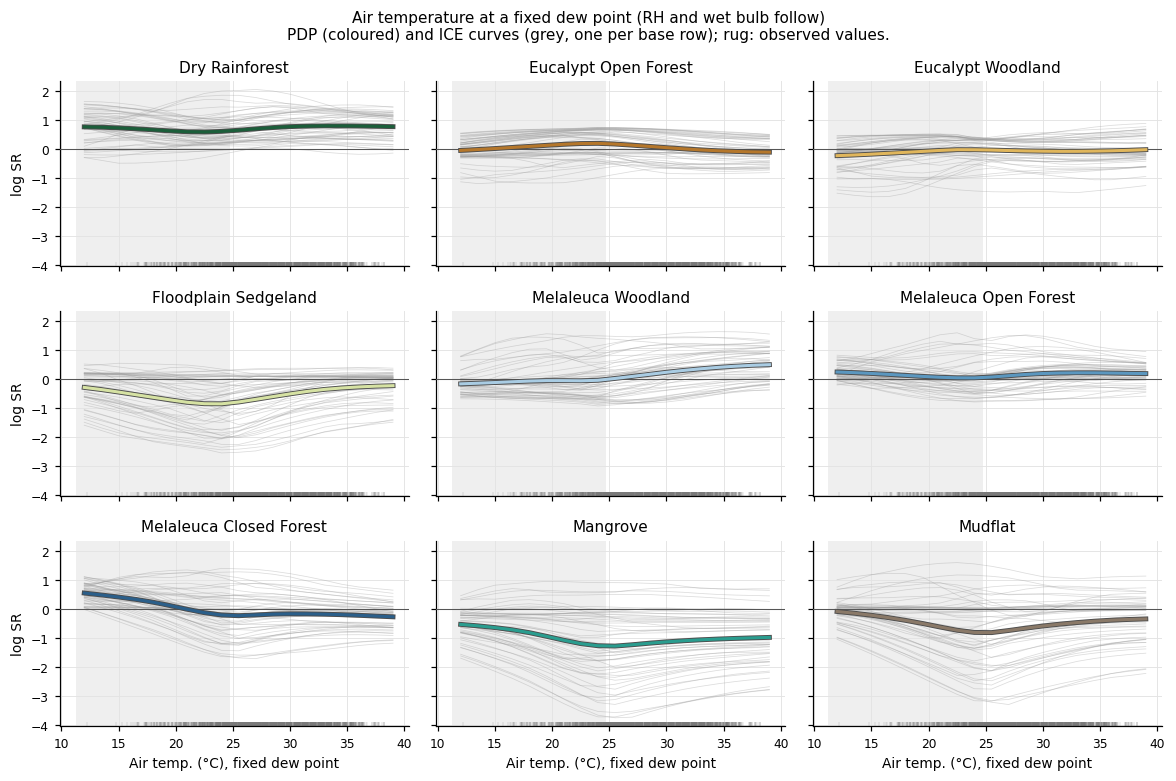 Air temperature at a fixed dew point (RH and wet bulb follow)
PDP (coloured) and ICE curves (grey, one per base row); rug: observed values.
Dry Rainforest
Eucalypt Open Forest
Eucalypt Woodland
log SR
2
1
0
−1
−2
−3
−4
Floodplain Sedgeland
Melaleuca Woodland
Melaleuca Open Forest
log SR
2
1
0
−1
−2
−3
−4
Melaleuca Closed Forest
Mangrove
Mudflat
log SR
2
1
0
−1
−2
−3
−4
10 15 20 25 30 35 40
10 15 20 25 30 35 40
10 15 20 25 30 35 40
Air temp. (°C), fixed dew point
Air temp. (°C), fixed dew point
Air temp. (°C), fixed dew point